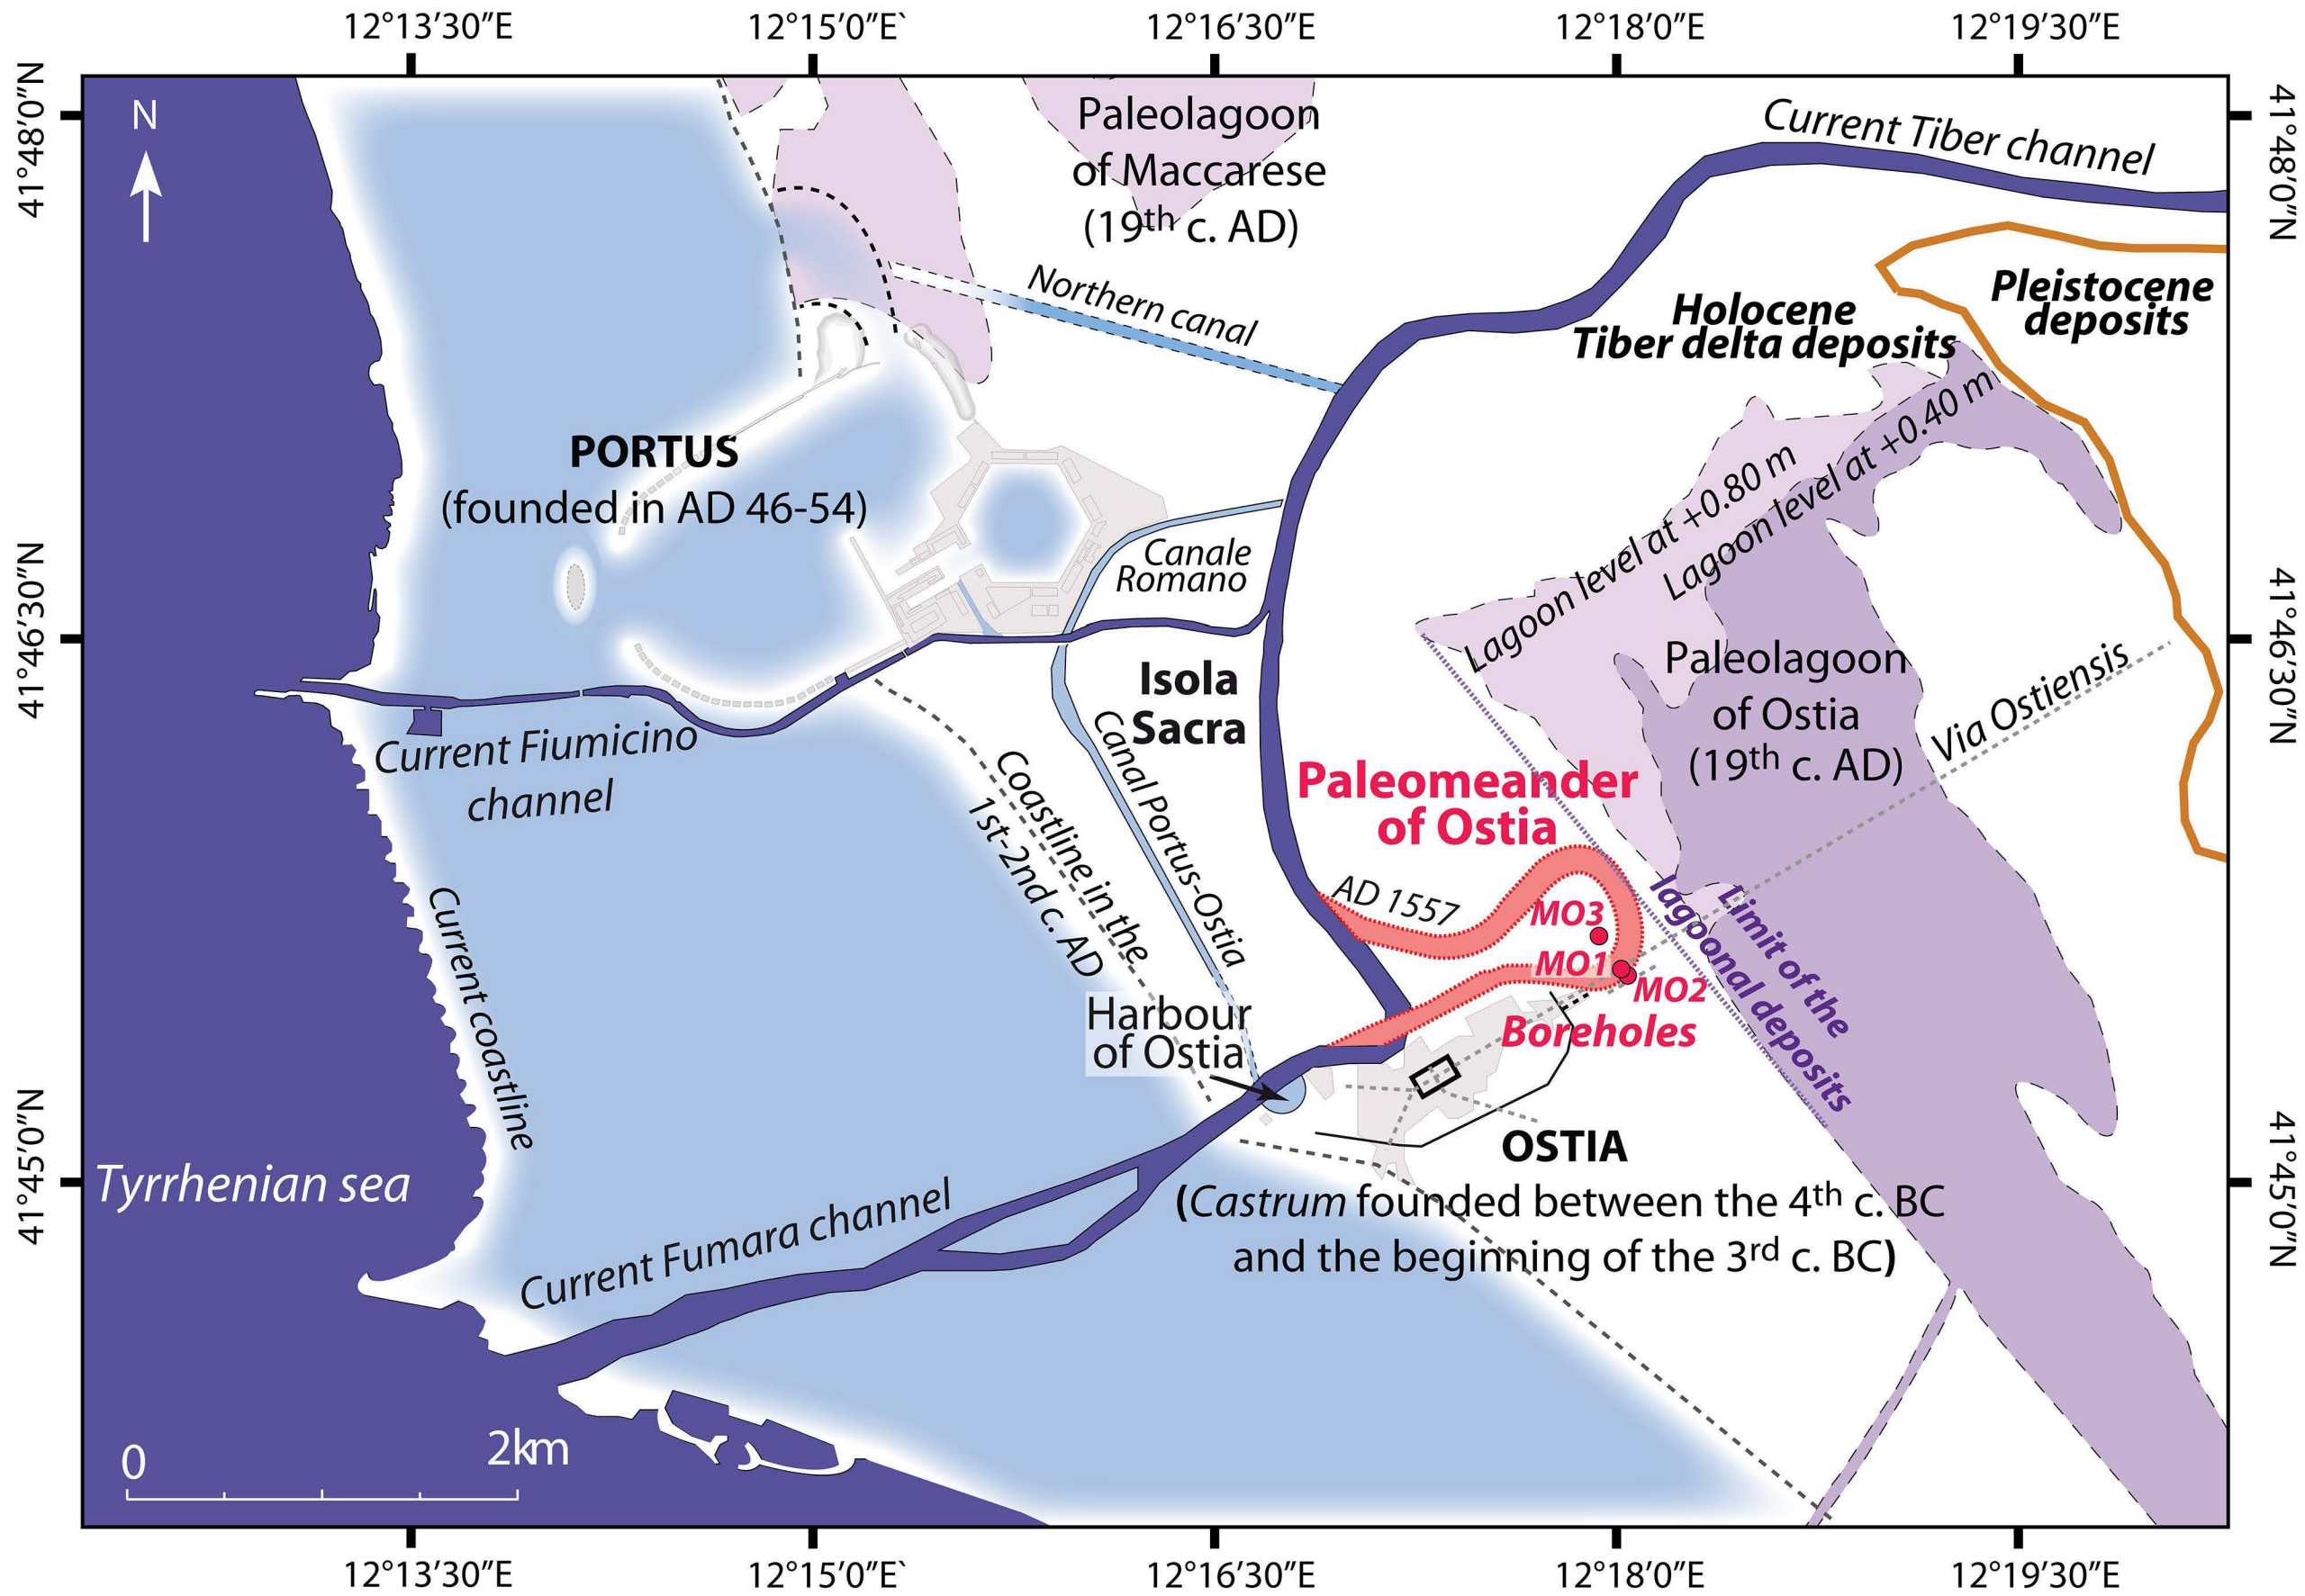 12°13'30"E
12°15'0"E`
12°16'30"E
12°18'0"E
12°19'30"E
41°48'0"N
41°46'30"N
41°45'0"N
N
Paleolagoon
of Maccarese
(19th c. AD)
Current Tiber channel
Northern canal
Holocene
Tiber delta deposits
Pleistocene
deposits
PORTUS
(founded in AD 46-54)
Canale
Romano
Lagoon level at +0.80 m
Lagoon level at +0.40 m
Isola
Sacra
Paleolagoon
of Ostia
(19th c. AD)
Via Ostiensis
Current Fiumicino
channel
Coastline in the
1st-2nd c. AD
Canal Portus-Ostia
Paleomeander
of Ostia
AD 1557
MO3
MO1
MO2
Boreholes
Limit of the
lagoonal deposits
Current coastline
Harbour
of Ostia
OSTIA
(Castrum founded between the 4th c. BC
and the beginning of the 3rd c. BC)
Tyrrhenian sea
Current Fumara channel
0
2km
41°48'0"N
41°46'30"N
41°45'0"N
12°13'30"E
12°15'0"E`
12°16'30"E
12°18'0"E
12°19'30"E